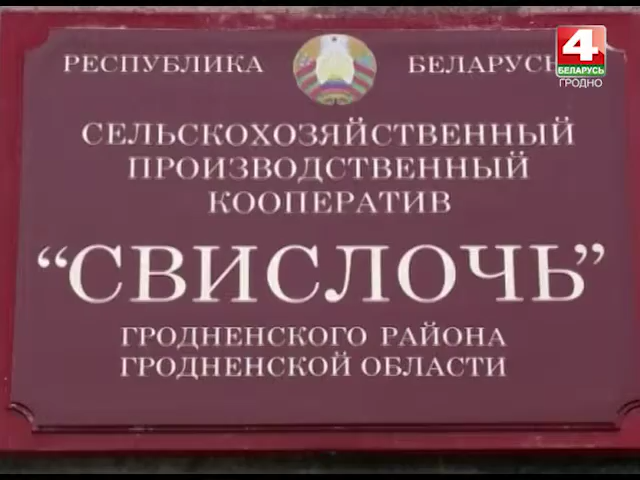 РЕСПУБЛИКА БЕЛАРУСЬ
4
БЕЛАРУСЬ
ГРОДНО
СЕЛЬСКОХОЗЯЙСТВЕННЫЙ
ПРОИЗВОДСТВЕННЫЙ
КООПЕРАТИВ
“СВИСЛОЧЬ”
ГРОДНЕНСКОГО РАЙОНА
ГРОДНЕНСКОЙ ОБЛАСТИ